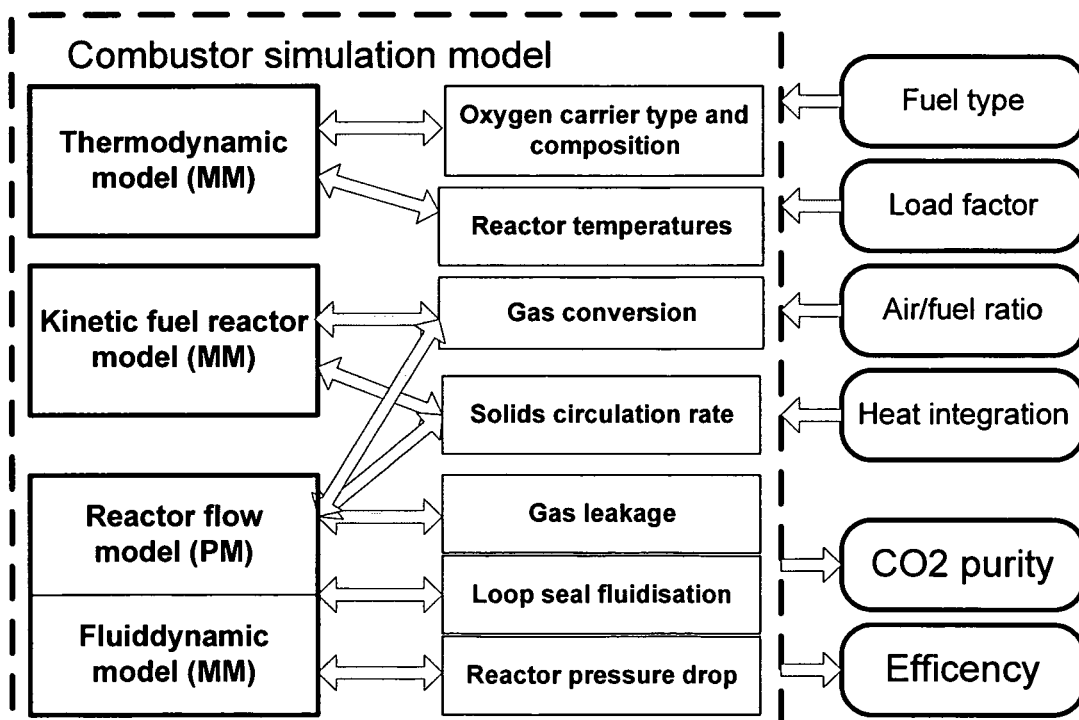 Combustor simulation model
Thermodynamic
model (MM)
Kinetic fuel reactor
model (MM)
Reactor flow
model (PM)
Fluiddynamic
model (MM)
Oxygen carrier type and
composition
Reactor temperatures
Gas conversion
Solids circulation rate
Gas leakage
Loop seal fluidisation
Reactor pressure drop
Fuel type
Load factor
Air/fuel ratio
Heat integration
CO2 purity
Efficency